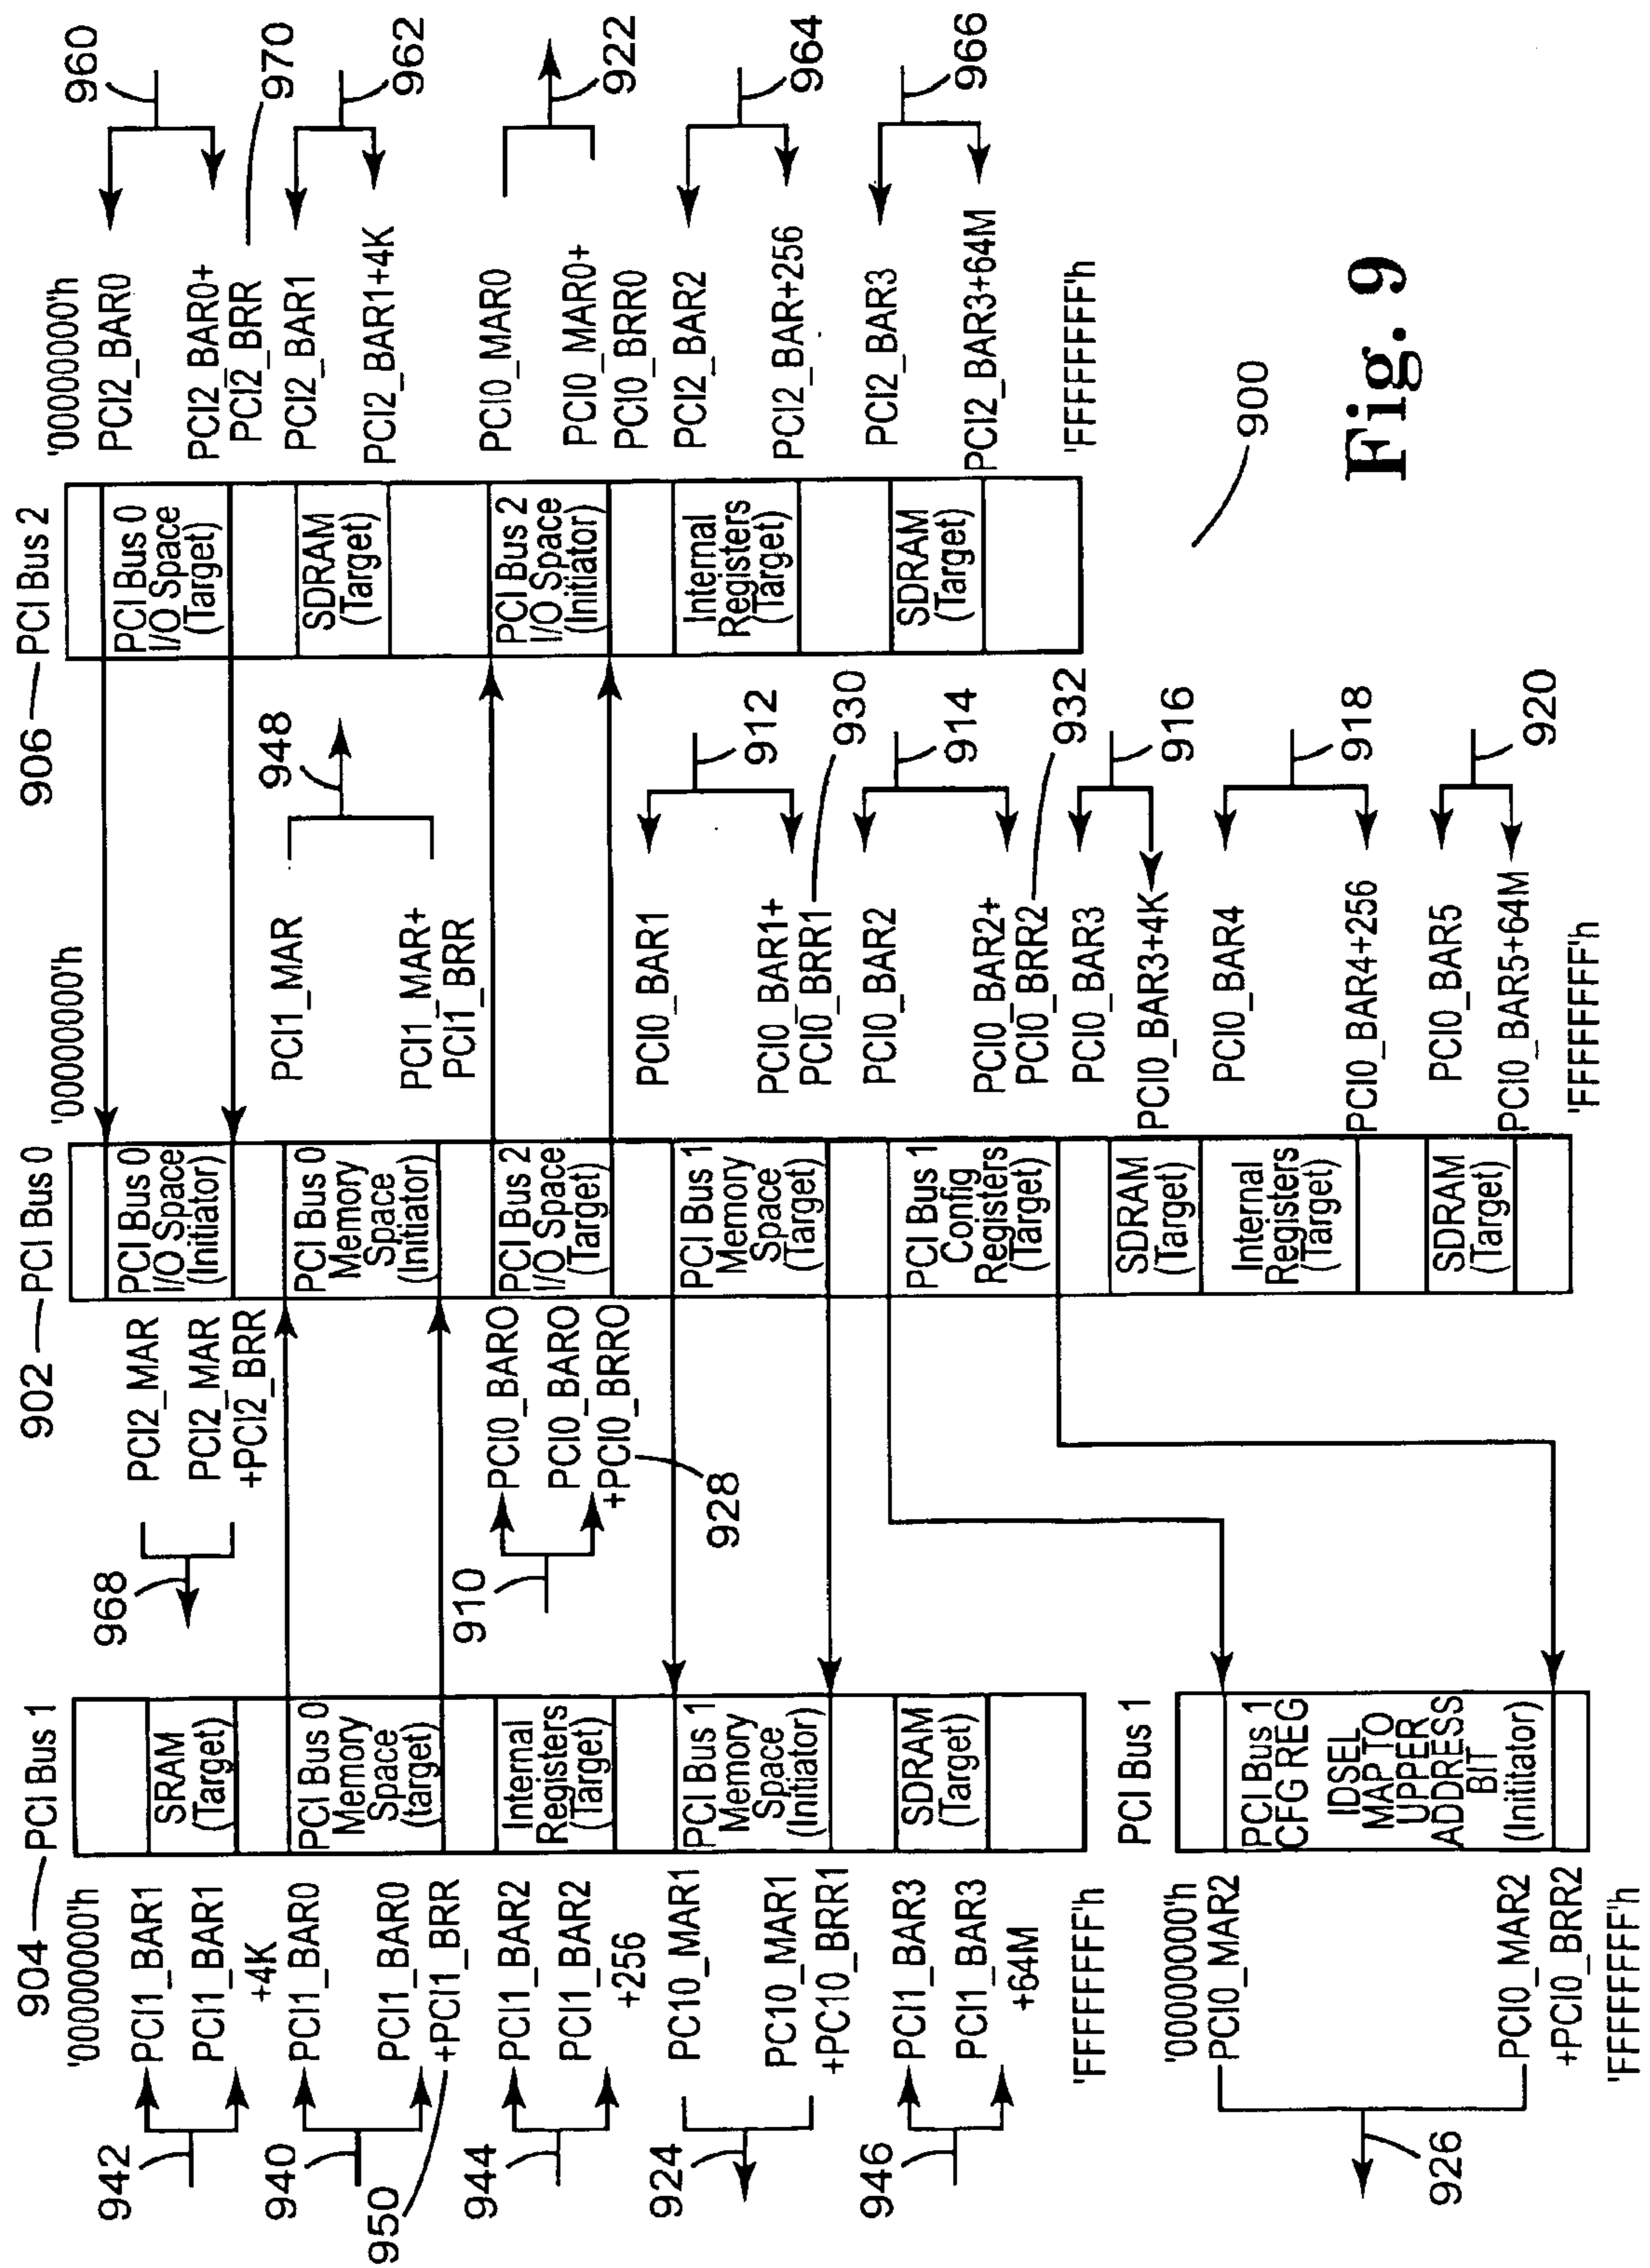 904
PCI Bus 1
'0000000'h
PCI1_BAR1
PCI1_BAR1
+4K
PCI1_BAR0
PCI1_BAR0
+PCI1_BRR
PCI1_BAR2
PCI1_BAR2
+256
PC10_MAR1
PC10_MAR1
+PC10_BRR1
PCI1_BAR3
PCI1_BAR3
+64M
'FFFFFFFF'h
942
940
950
944
924
946
SRAM
(Target)
PCI Bus 0
Memory
Space
(target)
Internal
Registers
(Target)
PCI Bus 1
Memory
Space
(Initiator)
SDRAM
(Target)
PCI Bus 1
'00000000'h
PCI0_MAR2
PCI0_MAR2
+PCI0_BRR2
'FFFFFFFF'h
926
PCI Bus 1
CFG REG
IDSEL
MAP TO
UPPER
ADDRESS
BIT
(Inititator)
902
PCI Bus 0
'00000000'h
968
PCI2_MAR
PCI2_MAR
+PCI2_BRR
910
PCI0_BARO
PCI0_BARO
+PCI0_BRRO
928
PCI Bus 0
I/O Space
(Initiator)
PCI Bus 0
Memory
Space
(Initiator)
PCI Bus 2
I/O Space
(Target)
PCI Bus 1
Memory
Space
(Target)
PCI Bus 1
Config
Registers
(Target)
SDRAM
(Target)
Internal
Registers
(Target)
SDRAM
(Target)
PCI1_MAR
PCI1_MAR+
PCI1_BRR
948
PCI0_BAR1
PCI0_BAR1+
PCI0_BRR1
912
930
PCI0_BAR2
PCI0_BAR2+
PCI0_BRR2
914
932
PCI0_BAR3
PCI0_BAR3+4K
916
PCI0_BAR4
PCI0_BAR4+256
918
PCI0_BAR5
PCI0_BAR5+64M
920
'FFFFFFFF'h
906
PCI Bus 2
PCI Bus 0
I/O Space
(Target)
SDRAM
(Target)
PCI Bus 2
I/O Space
(Initiator)
Internal
Registers
(Target)
SDRAM
(Target)
'00000000'h
PCI2_BAR0
PCI2_BAR0+
PCI2_BRR
960
970
PCI2_BAR1
PCI2_BAR1+4K
962
PCI0_MAR0
PCI0_MAR0+
PCI0_BRR0
922
PCI2_BAR2
PCI2_BAR+256
964
PCI2_BAR3
PCI2_BAR3+64M
966
'FFFFFFFF'h
900
Fig. 9